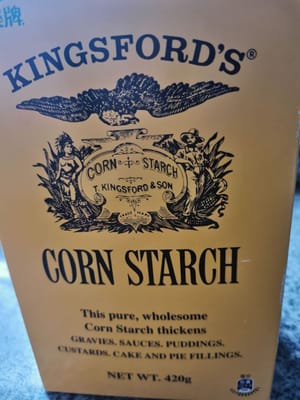 牌
KINGSFORD'S®
CORN STARCH
T. KINGSFORD & SON
CORN STARCH
This pure, wholesome
Corn Starch thickens
GRAVIES. SAUCES. PUDDINGS.
CUSTARDS. CAKE AND PIE FILLINGS.
NET WT. 420g